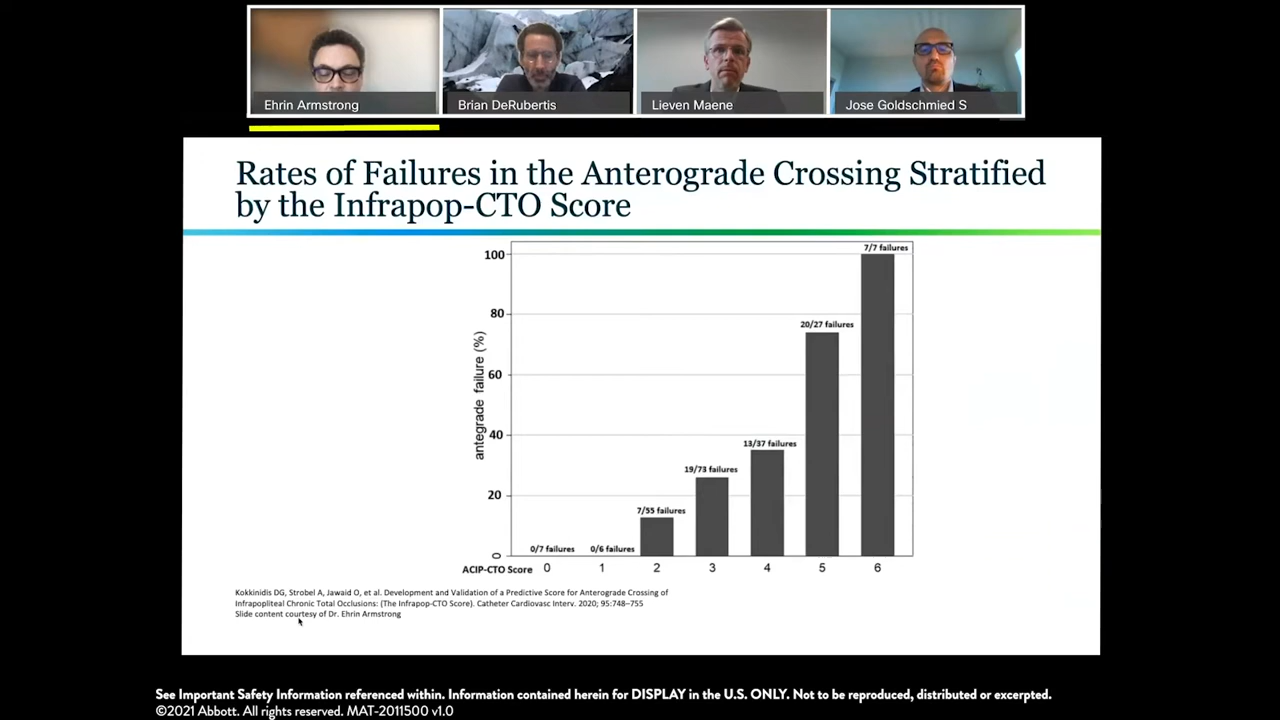 Ehrin Armstrong
Brian DeRubertis
Lieven Maene
Jose Goldschmied S
Rates of Failures in the Anterograde Crossing Stratified
by the Infrapop-CTO Score
antegrade failure (%)
100
80
60
40
20
0
7/7 failures
20/27 failures
13/37 failures
19/73 failures
7/55 failures
0/7 failures
0/6 failures
ACIP-CTO Score 0 1 2 3 4 5 6
Kokkinidis DG, Strobel A, Jawaid O, et al. Development and Validation of a Predictive Score for Anterograde Crossing of
Infrapopliteal Chronic Total Occlusions: (The Infrapop-CTO Score). Catheter Cardiovasc Interv. 2020; 95:748–755
Slide content courtesy of Dr. Ehrin Armstrong
See Important Safety Information referenced within. Information contained herein for DISPLAY in the U.S. ONLY. Not to be reproduced, distributed or excerpted.
©2021 Abbott. All rights reserved. MAT-2011500 v1.0